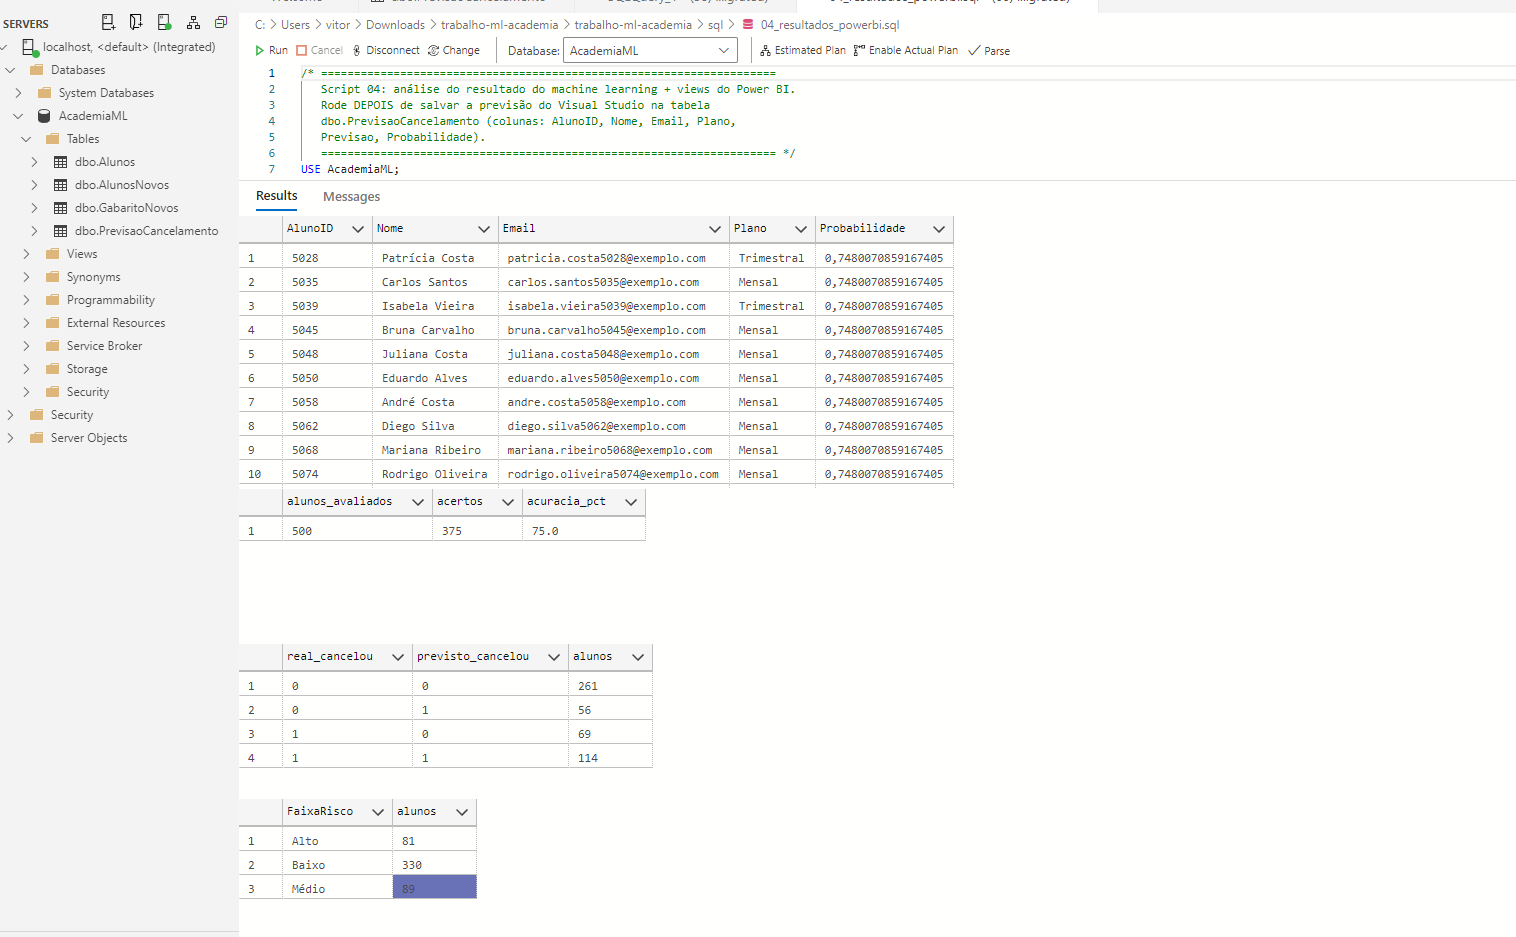 SERVERS
localhost, <default> (Integrated)
Databases
System Databases
AcademiaML
Tables
dbo.Alunos
dbo.AlunosNovos
dbo.GabaritoNovos
dbo.PrevisaoCancelamento
Views
Synonyms
Programmability
External Resources
Service Broker
Storage
Security
Security
Server Objects
C: > Users > vitor > Downloads > trabalho-ml-academia > trabalho-ml-academia > sql > 04_resultados_powerbi.sql
Run Cancel Disconnect Change Database: AcademiaML Estimated Plan Enable Actual Plan Parse
1 /* =====================================================================
2 Script 04: análise do resultado do machine learning + views do Power BI.
3 Rode DEPOIS de salvar a previsão do Visual Studio na tabela
4 dbo.PrevisaoCancelamento (colunas: AlunoID, Nome, Email, Plano,
5 Previsao, Probabilidade).
6 ===================================================================== */
7 USE AcademiaML;
Results Messages
AlunoID Nome Email Plano Probabilidade
1 5028 Patrícia Costa patricia.costa5028@exemplo.com Trimestral 0,7480070859167405
2 5035 Carlos Santos carlos.santos5035@exemplo.com Mensal 0,7480070859167405
3 5039 Isabela Vieira isabela.vieira5039@exemplo.com Trimestral 0,7480070859167405
4 5045 Bruna Carvalho bruna.carvalho5045@exemplo.com Mensal 0,7480070859167405
5 5048 Juliana Costa juliana.costa5048@exemplo.com Mensal 0,7480070859167405
6 5050 Eduardo Alves eduardo.alves5050@exemplo.com Mensal 0,7480070859167405
7 5058 André Costa andre.costa5058@exemplo.com Mensal 0,7480070859167405
8 5062 Diego Silva diego.silva5062@exemplo.com Mensal 0,7480070859167405
9 5068 Mariana Ribeiro mariana.ribeiro5068@exemplo.com Mensal 0,7480070859167405
10 5074 Rodrigo Oliveira rodrigo.oliveira5074@exemplo.com Mensal 0,7480070859167405
alunos_avaliados acertos acuracia_pct
1 500 375 75.0
real_cancelou previsto_cancelou alunos
1 0 0 261
2 0 1 56
3 1 0 69
4 1 1 114
FaixaRisco alunos
1 Alto 81
2 Baixo 330
3 Médio 89